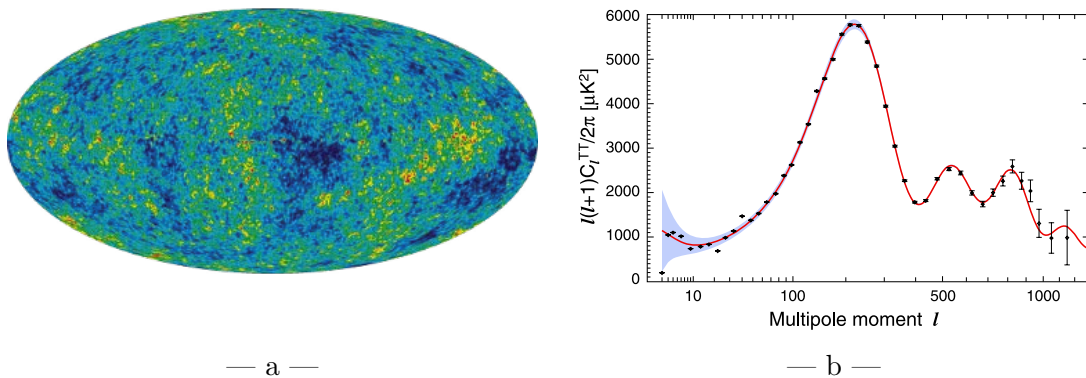 6000
5000
4000
3000
2000
1000
0
l(l+1)C_l^TT/2π [μK²]
10 100 500 1000
Multipole moment l
— a — — b —